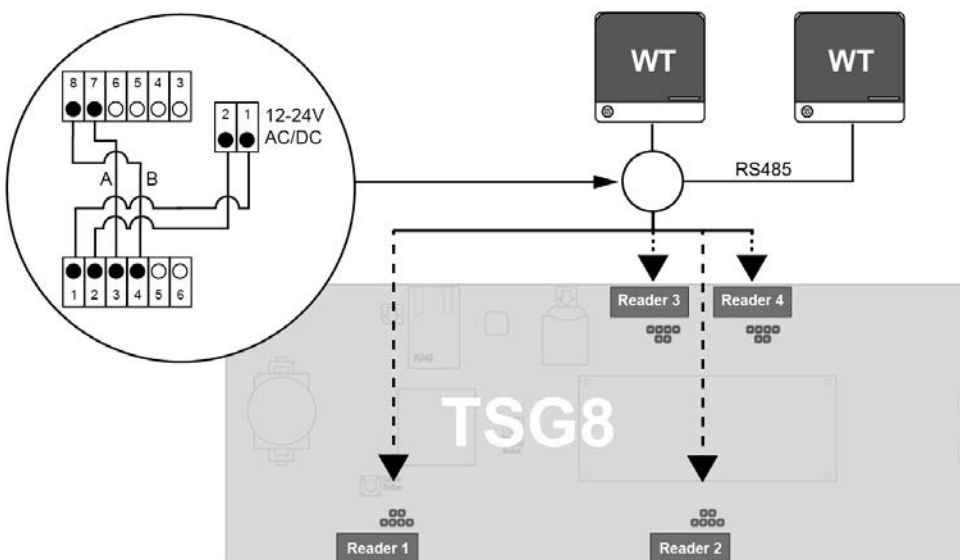 WT WT
8 7 6 5 4 3
2 1 12-24V
AC/DC
A B
RS485
1 2 3 4 5 6
Reader 3 Reader 4
TSG8
Reader 1 Reader 2